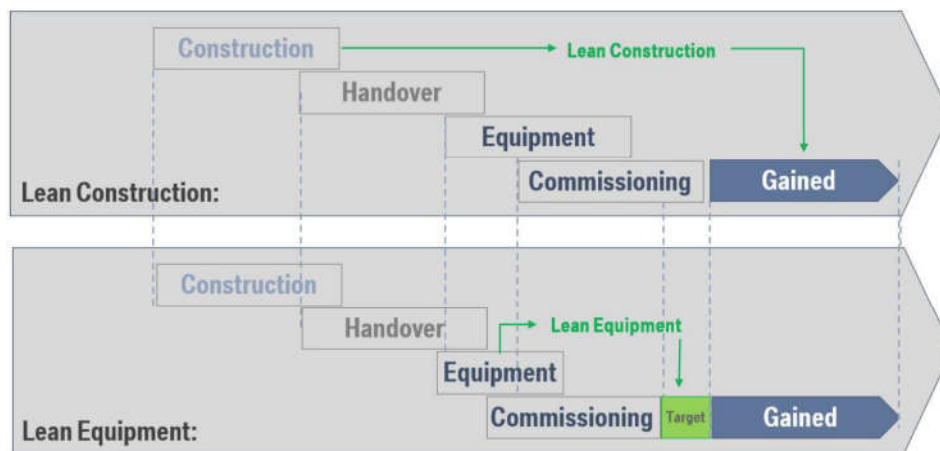 Construction
Lean Construction
Handover
Equipment
Commissioning
Gained
Lean Construction:
Construction
Handover
Lean Equipment
Equipment
Commissioning
Target
Gained
Lean Equipment: